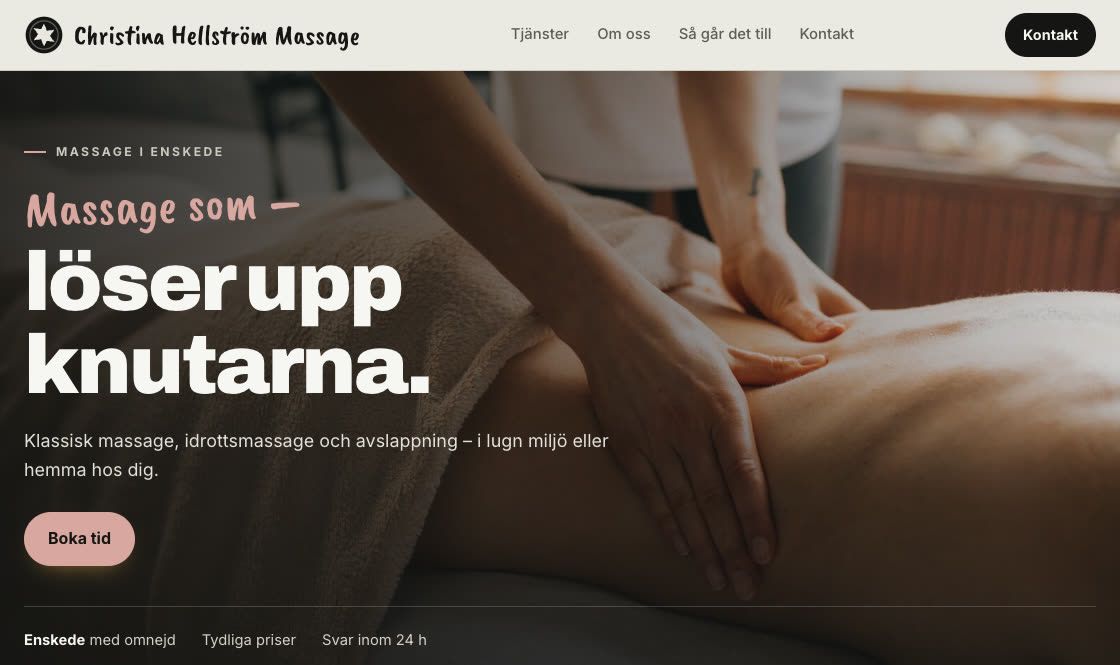 Christina Hellström Massage
Tjänster
Om oss
Så går det till
Kontakt
Kontakt
MASSAGE I ENSKEDE
Massage som –
löser upp
knutarna.
Klassisk massage, idrottsmassage och avslappning – i lugn miljö eller
hemma hos dig.
Boka tid
Enskede med omnejd
Tydliga priser
Svar inom 24 h